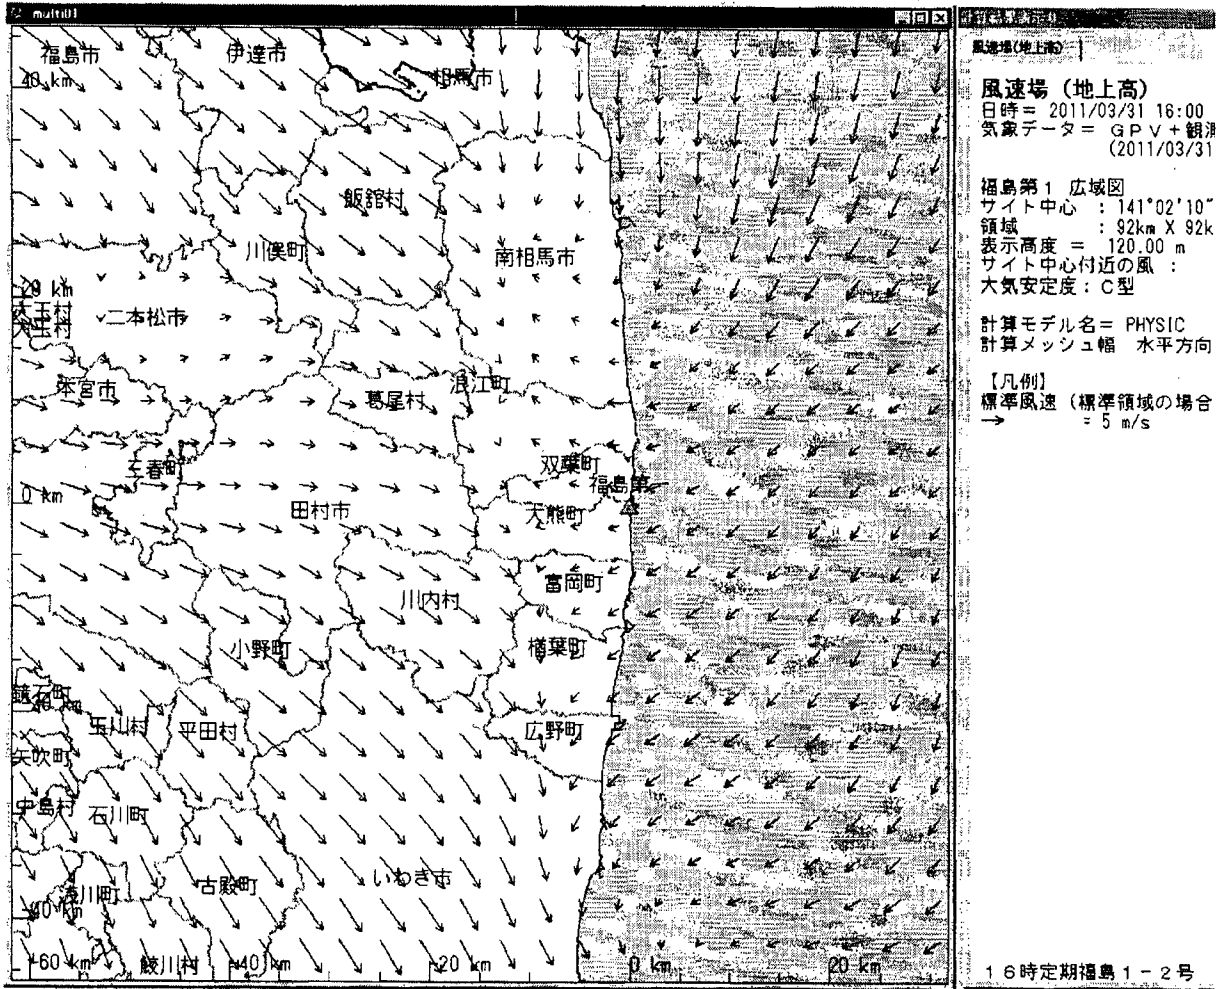 multi01
福島市
伊達市
相馬市
40 km
飯舘村
川俣町
南相馬市
20 km
大玉村
大玉村
二本松市
本宮市
葛尾村
浪江町
三春町
双葉町
福島第一
0 km
田村市
大熊町
富岡町
川内村
小野町
楢葉町
鏡石町
玉川村
平田村
広野町
矢吹町
中島村
石川町
浅川町
古殿町
いわき市
-40 km
-60 km
鮫川村
-40 km
-20 km
0 km
20 km
風速場(地上高)
風速場(地上高)
日時= 2011/03/31 16:00
気象データ= GPV+観測
(2011/03/31
福島第1 広域図
サイト中心 : 141°02'10"
領域 : 92km X 92k
表示高度 = 120.00 m
サイト中心付近の風 :
大気安定度:C型
計算モデル名= PHYSIC
計算メッシュ幅 水平方向
【凡例】
標準風速(標準領域の場合
→ = 5 m/s
16時定期福島1-2号